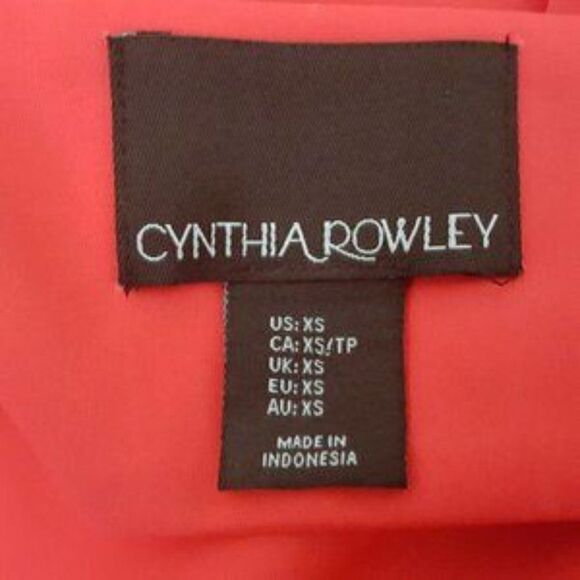 CYNTHIA ROWLEY
US: XS
CA: XS/TP
UK: XS
EU: XS
AU: XS
MADE IN
INDONESIA